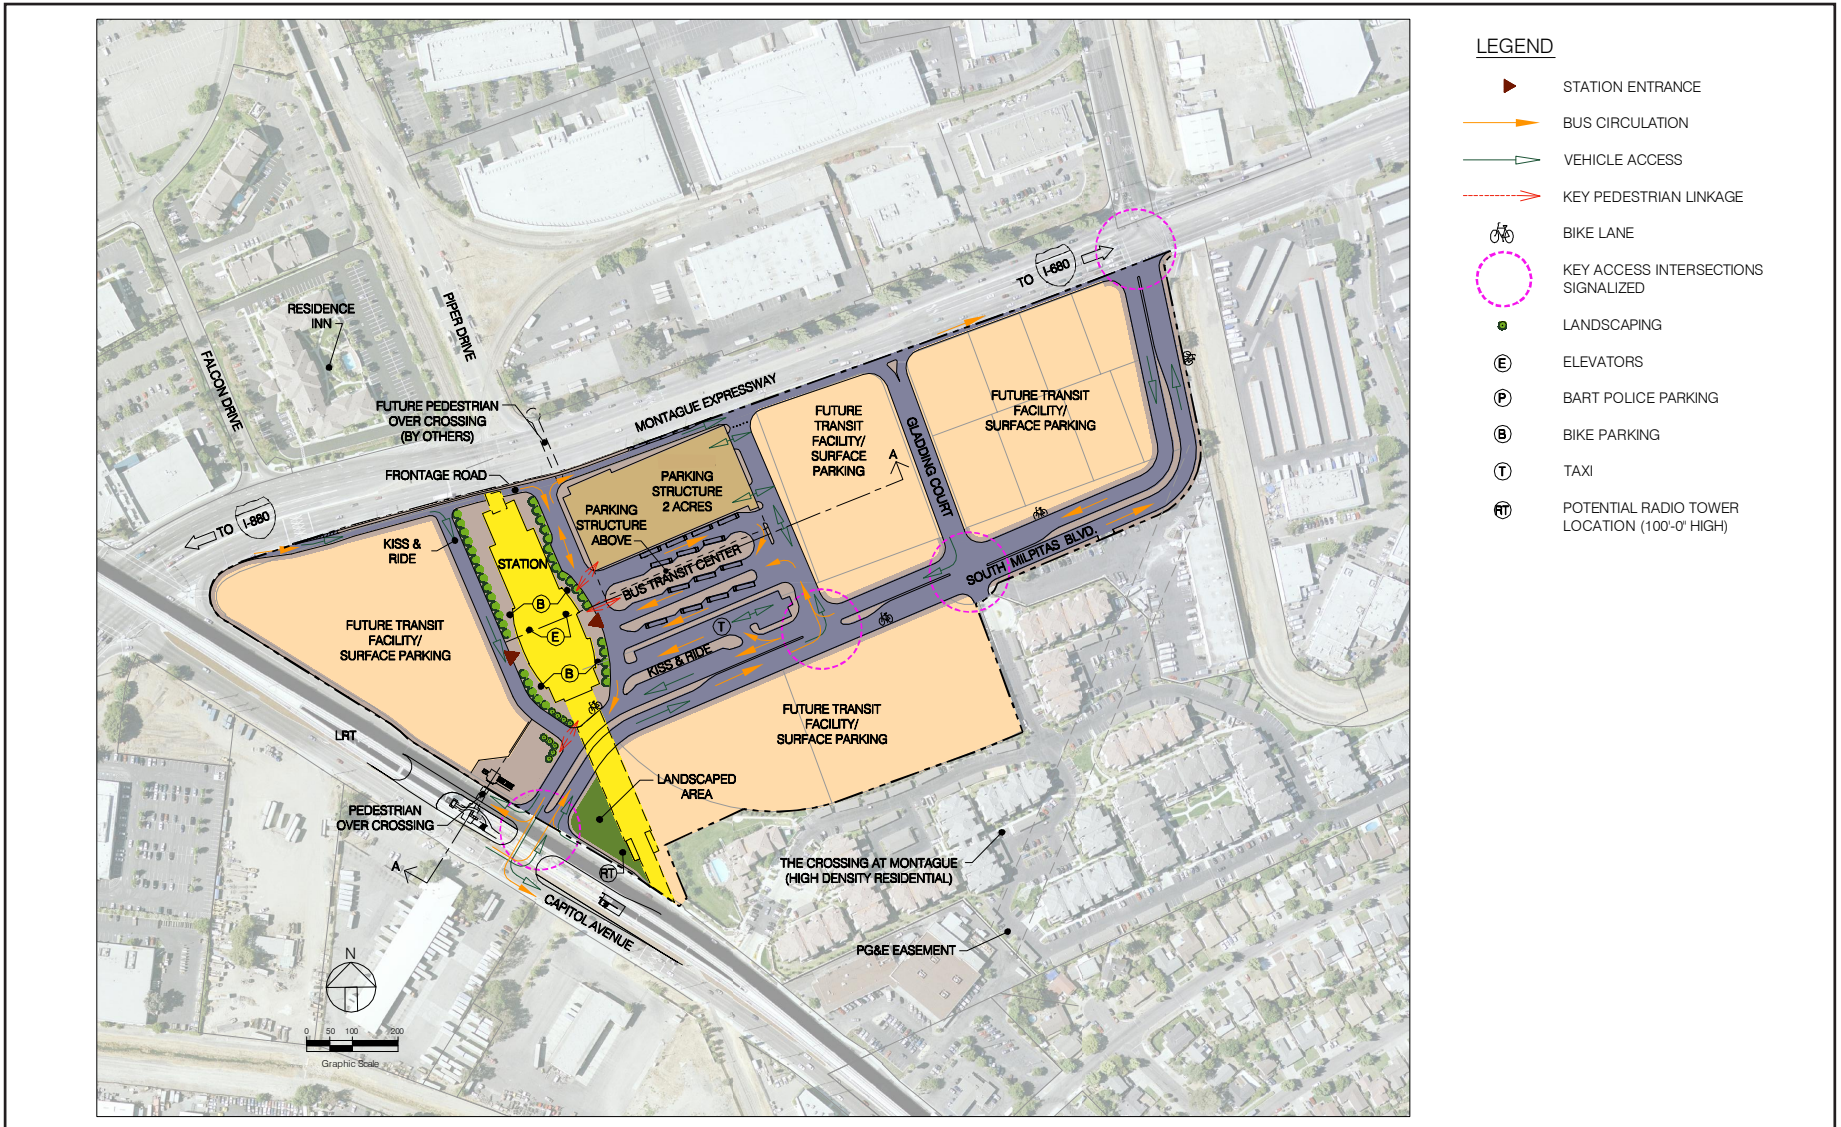 LEGEND
STATION ENTRANCE
BUS CIRCULATION
VEHICLE ACCESS
KEY PEDESTRIAN LINKAGE
BIKE LANE
KEY ACCESS INTERSECTIONS
SIGNALIZED
LANDSCAPING
E ELEVATORS
P BART POLICE PARKING
B BIKE PARKING
T TAXI
RT POTENTIAL RADIO TOWER
LOCATION (100'-0" HIGH)
TO I-680
RESIDENCE
INN
PIPER DRIVE
FALCON DRIVE
MONTAGUE EXPRESSWAY
FUTURE PEDESTRIAN
OVER CROSSING
(BY OTHERS)
FUTURE
TRANSIT
FACILITY/
SURFACE
PARKING
FUTURE TRANSIT
FACILITY/
SURFACE PARKING
GLADDING COURT
A
FRONTAGE ROAD
PARKING
STRUCTURE
2 ACRES
PARKING
STRUCTURE
ABOVE
TO I-880
KISS &
RIDE
STATION
BUS TRANSIT CENTER
SOUTH MILPITAS BLVD.
B
E
B
T
KISS & RIDE
FUTURE TRANSIT
FACILITY/
SURFACE PARKING
FUTURE TRANSIT
FACILITY/
SURFACE PARKING
LRT
LANDSCAPED
AREA
PEDESTRIAN
OVER CROSSING
A
RT
CAPITOL AVENUE
THE CROSSING AT MONTAGUE
(HIGH DENSITY RESIDENTIAL)
PG&E EASEMENT
N
0 50 100 200
Graphic Scale